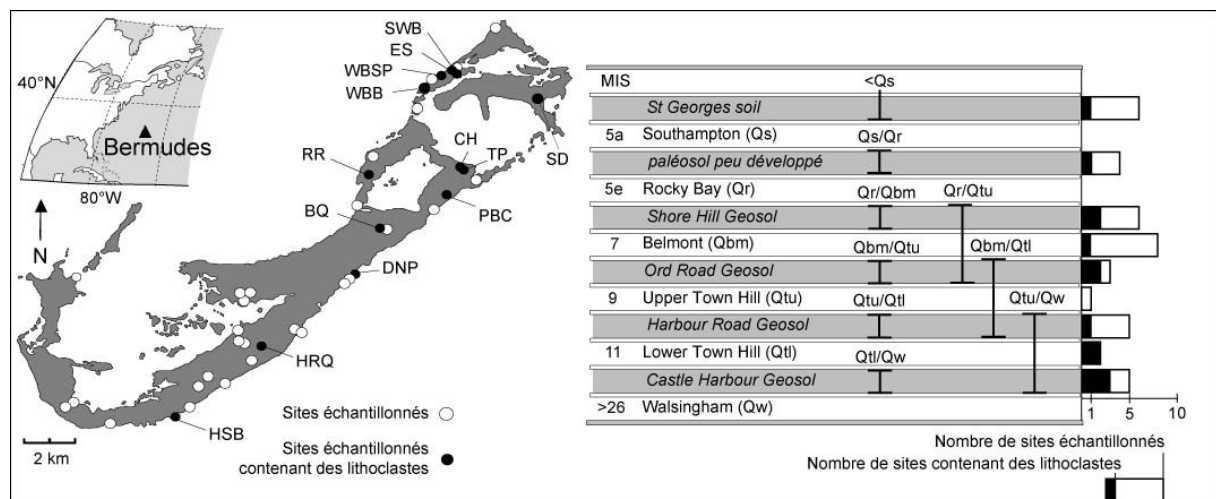 40°N
Bermudes
80°W
N
SWB
ES
WBSP
WBB
SD
CH
TP
RR
PBC
BQ
DNP
HRQ
HSB
2 km
Sites échantillonnés
Sites échantillonnés
contenant des lithoclastes
MIS <Qs
St Georges soil
5a Southampton (Qs) Qs/Qr
paléosol peu développé
5e Rocky Bay (Qr) Qr/Qbm Qr/Qtu
Shore Hill Geosol
7 Belmont (Qbm) Qbm/Qtu Qbm/Qtl
Ord Road Geosol
9 Upper Town Hill (Qtu) Qtu/Qtl Qtu/Qw
Harbour Road Geosol
11 Lower Town Hill (Qtl) Qtl/Qw
Castle Harbour Geosol
>26 Walsingham (Qw)
1 5 10
Nombre de sites échantillonnés
Nombre de sites contenant des lithoclastes